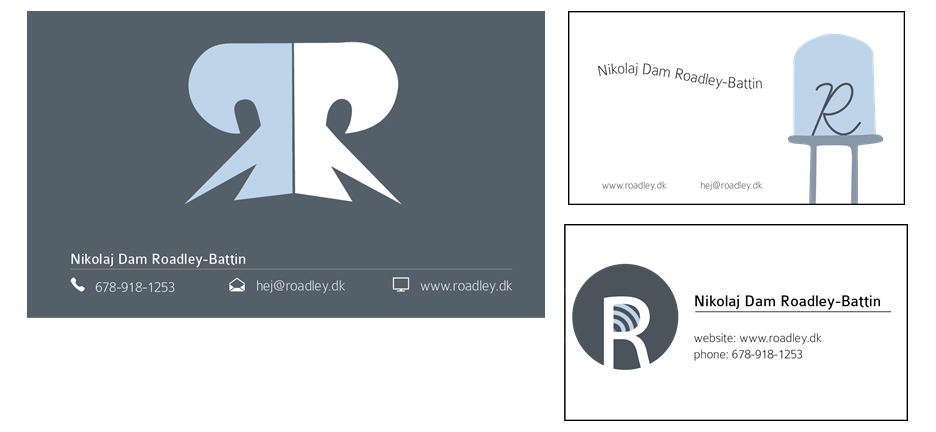 Nikolaj Dam Roadley-Battin
678-918-1253 hej@roadley.dk www.roadley.dk
Nikolaj Dam Roadley-Battin
R
www.roadley.dk hej@roadley.dk
R
Nikolaj Dam Roadley-Battin
website: www.roadley.dk
phone: 678-918-1253